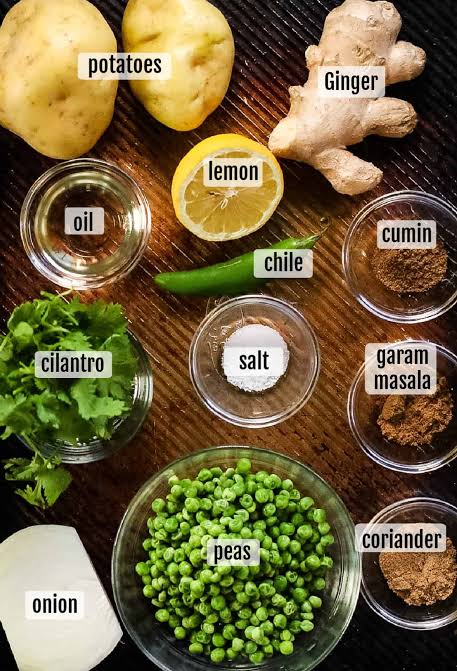 potatoes
Ginger
lemon
oil
cumin
chile
cilantro
salt
garam
masala
peas
coriander
onion